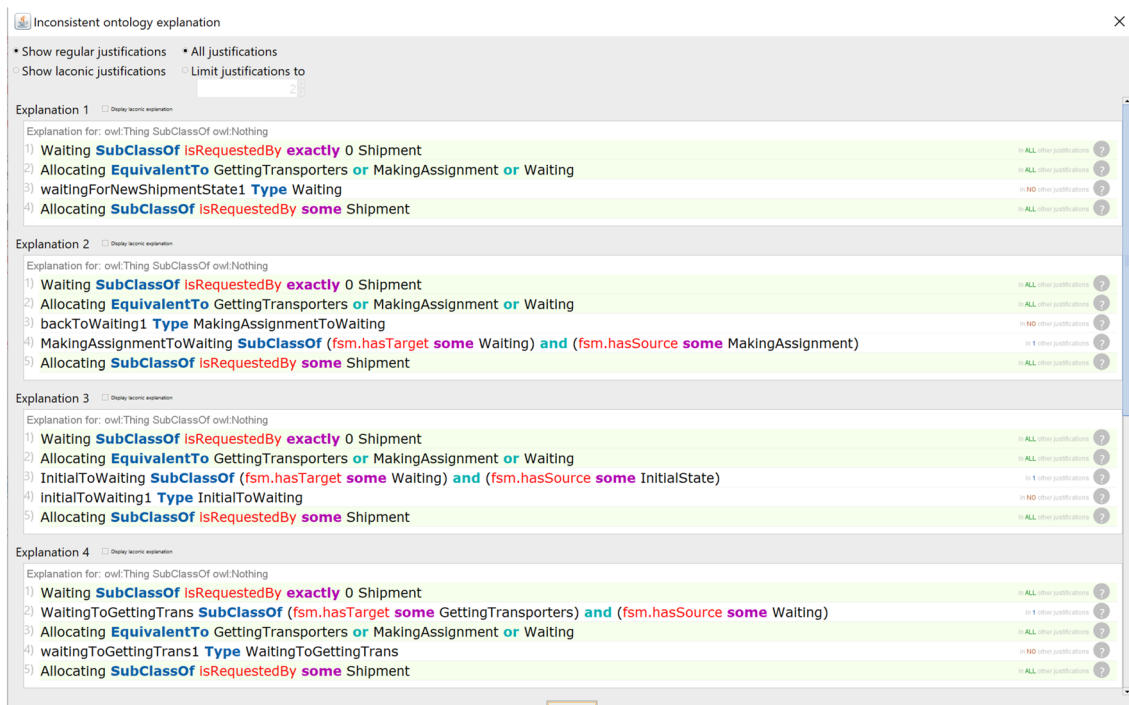 Inconsistent ontology explanation
Show regular justifications All justifications
Show laconic justifications Limit justifications to
2
Explanation 1 Display laconic explanation
Explanation for: owl:Thing SubClassOf owl:Nothing
1) Waiting SubClassOf isRequestedBy exactly 0 Shipment In ALL other justifications ?
2) Allocating EquivalentTo GettingTransporters or MakingAssignment or Waiting In ALL other justifications ?
3) waitingForNewShipmentState1 Type Waiting In NO other justifications ?
4) Allocating SubClassOf isRequestedBy some Shipment In ALL other justifications ?
Explanation 2 Display laconic explanation
Explanation for: owl:Thing SubClassOf owl:Nothing
1) Waiting SubClassOf isRequestedBy exactly 0 Shipment In ALL other justifications ?
2) Allocating EquivalentTo GettingTransporters or MakingAssignment or Waiting In ALL other justifications ?
3) backToWaiting1 Type MakingAssignmentToWaiting In NO other justifications ?
4) MakingAssignmentToWaiting SubClassOf (fsm.hasTarget some Waiting) and (fsm.hasSource some MakingAssignment) In 1 other justifications ?
5) Allocating SubClassOf isRequestedBy some Shipment In ALL other justifications ?
Explanation 3 Display laconic explanation
Explanation for: owl:Thing SubClassOf owl:Nothing
1) Waiting SubClassOf isRequestedBy exactly 0 Shipment In ALL other justifications ?
2) Allocating EquivalentTo GettingTransporters or MakingAssignment or Waiting In ALL other justifications ?
3) InitialToWaiting SubClassOf (fsm.hasTarget some Waiting) and (fsm.hasSource some InitialState) In 1 other justifications ?
4) initialToWaiting1 Type InitialToWaiting In NO other justifications ?
5) Allocating SubClassOf isRequestedBy some Shipment In ALL other justifications ?
Explanation 4 Display laconic explanation
Explanation for: owl:Thing SubClassOf owl:Nothing
1) Waiting SubClassOf isRequestedBy exactly 0 Shipment In ALL other justifications ?
2) WaitingToGettingTrans SubClassOf (fsm.hasTarget some GettingTransporters) and (fsm.hasSource some Waiting) In 1 other justifications ?
3) Allocating EquivalentTo GettingTransporters or MakingAssignment or Waiting In ALL other justifications ?
4) waitingToGettingTrans1 Type WaitingToGettingTrans In NO other justifications ?
5) Allocating SubClassOf isRequestedBy some Shipment In ALL other justifications ?